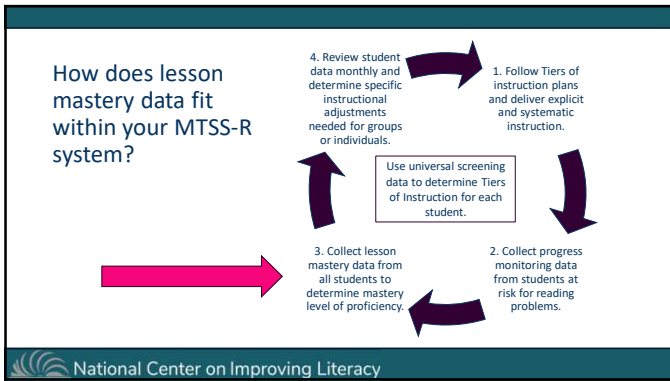 How does lesson
mastery data fit
within your MTSS-R
system?
4. Review student
data monthly and
determine specific
instructional
adjustments
needed for groups
or individuals.
1. Follow Tiers of
instruction plans
and deliver explicit
and systematic
instruction.
Use universal screening
data to determine Tiers
of Instruction for each
student.
3. Collect lesson
mastery data from
all students to
determine mastery
level of proficiency.
2. Collect progress
monitoring data
from students at
risk for reading
problems.
National Center on Improving Literacy